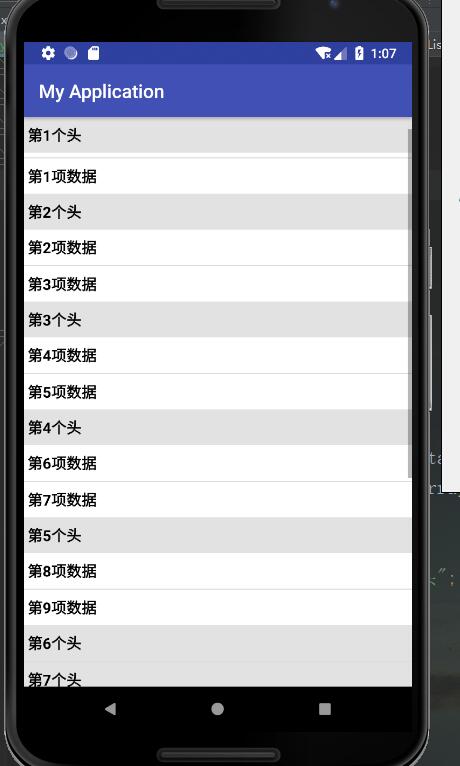 1:07
My Application
第1个头
第1项数据
第2个头
第2项数据
第3项数据
第3个头
第4项数据
第5项数据
第4个头
第6项数据
第7项数据
第5个头
第8项数据
第9项数据
第6个头
第7个头